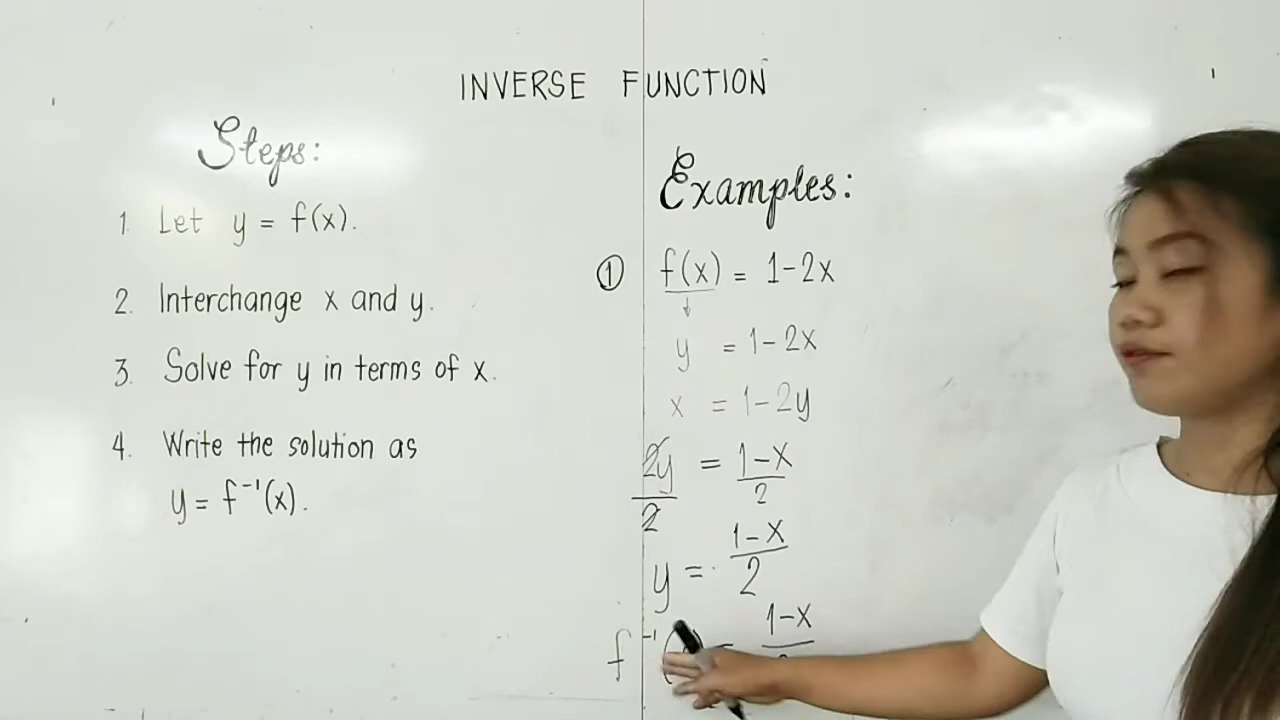 INVERSE FUNCTION
Steps:
1. Let y = f(x).
2. Interchange x and y.
3. Solve for y in terms of x.
4. Write the solution as
y = f⁻¹(x).
Examples:
① f(x) = 1-2x
↓
y = 1-2x
x = 1-2y
2y/2 = 1-x/2
y = 1-x/2
f⁻¹( = 1-x